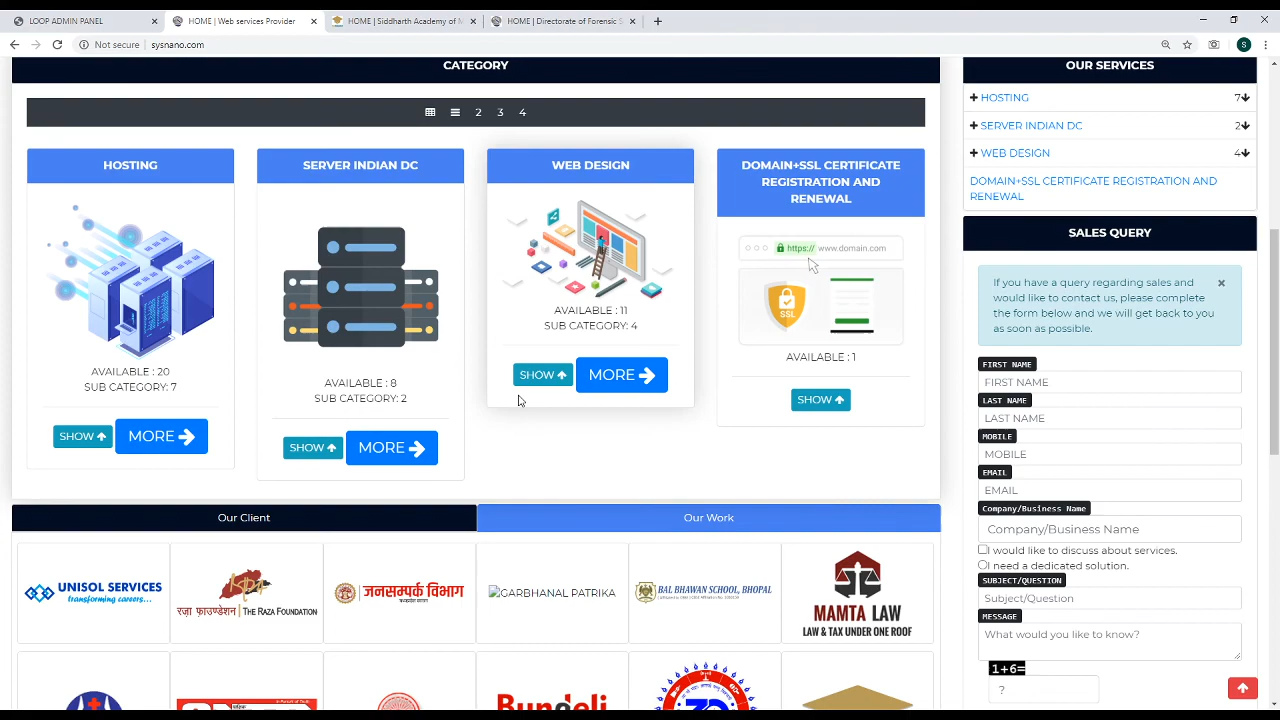 LOOP ADMIN PANEL
HOME | Web services Provider
HOME | Siddharth Academy of M
HOME | Directorate of Forensic S
Not secure
sysnano.com
S
CATEGORY
2 3 4
HOSTING
AVAILABLE : 20
SUB CATEGORY: 7
SHOW
MORE
SERVER INDIAN DC
AVAILABLE : 8
SUB CATEGORY: 2
SHOW
MORE
WEB DESIGN
AVAILABLE : 11
SUB CATEGORY: 4
SHOW
MORE
DOMAIN+SSL CERTIFICATE
REGISTRATION AND
RENEWAL
https:// www.domain.com
SSL
AVAILABLE : 1
SHOW
Our Client
Our Work
UNISOL SERVICES
transforming careers...
रज़ा फ़ाउण्डेशन | THE RAZA FOUNDATION
जनसम्पर्क विभाग
GARBHANAL PATRIKA
BAL BHAWAN SCHOOL, BHOPAL
MAMTA LAW
LAW & TAX UNDER ONE ROOF
Bundeli
OUR SERVICES
HOSTING 7
SERVER INDIAN DC 2
WEB DESIGN 4
DOMAIN+SSL CERTIFICATE REGISTRATION AND
RENEWAL
SALES QUERY
If you have a query regarding sales and
would like to contact us, please complete
the form below and we will get back to you
as soon as possible.
×
FIRST NAME
FIRST NAME
LAST NAME
LAST NAME
MOBILE
MOBILE
EMAIL
EMAIL
Company/Business Name
Company/Business Name
I would like to discuss about services.
I need a dedicated solution.
SUBJECT/QUESTION
Subject/Question
MESSAGE
What would you like to know?
1+6=
?